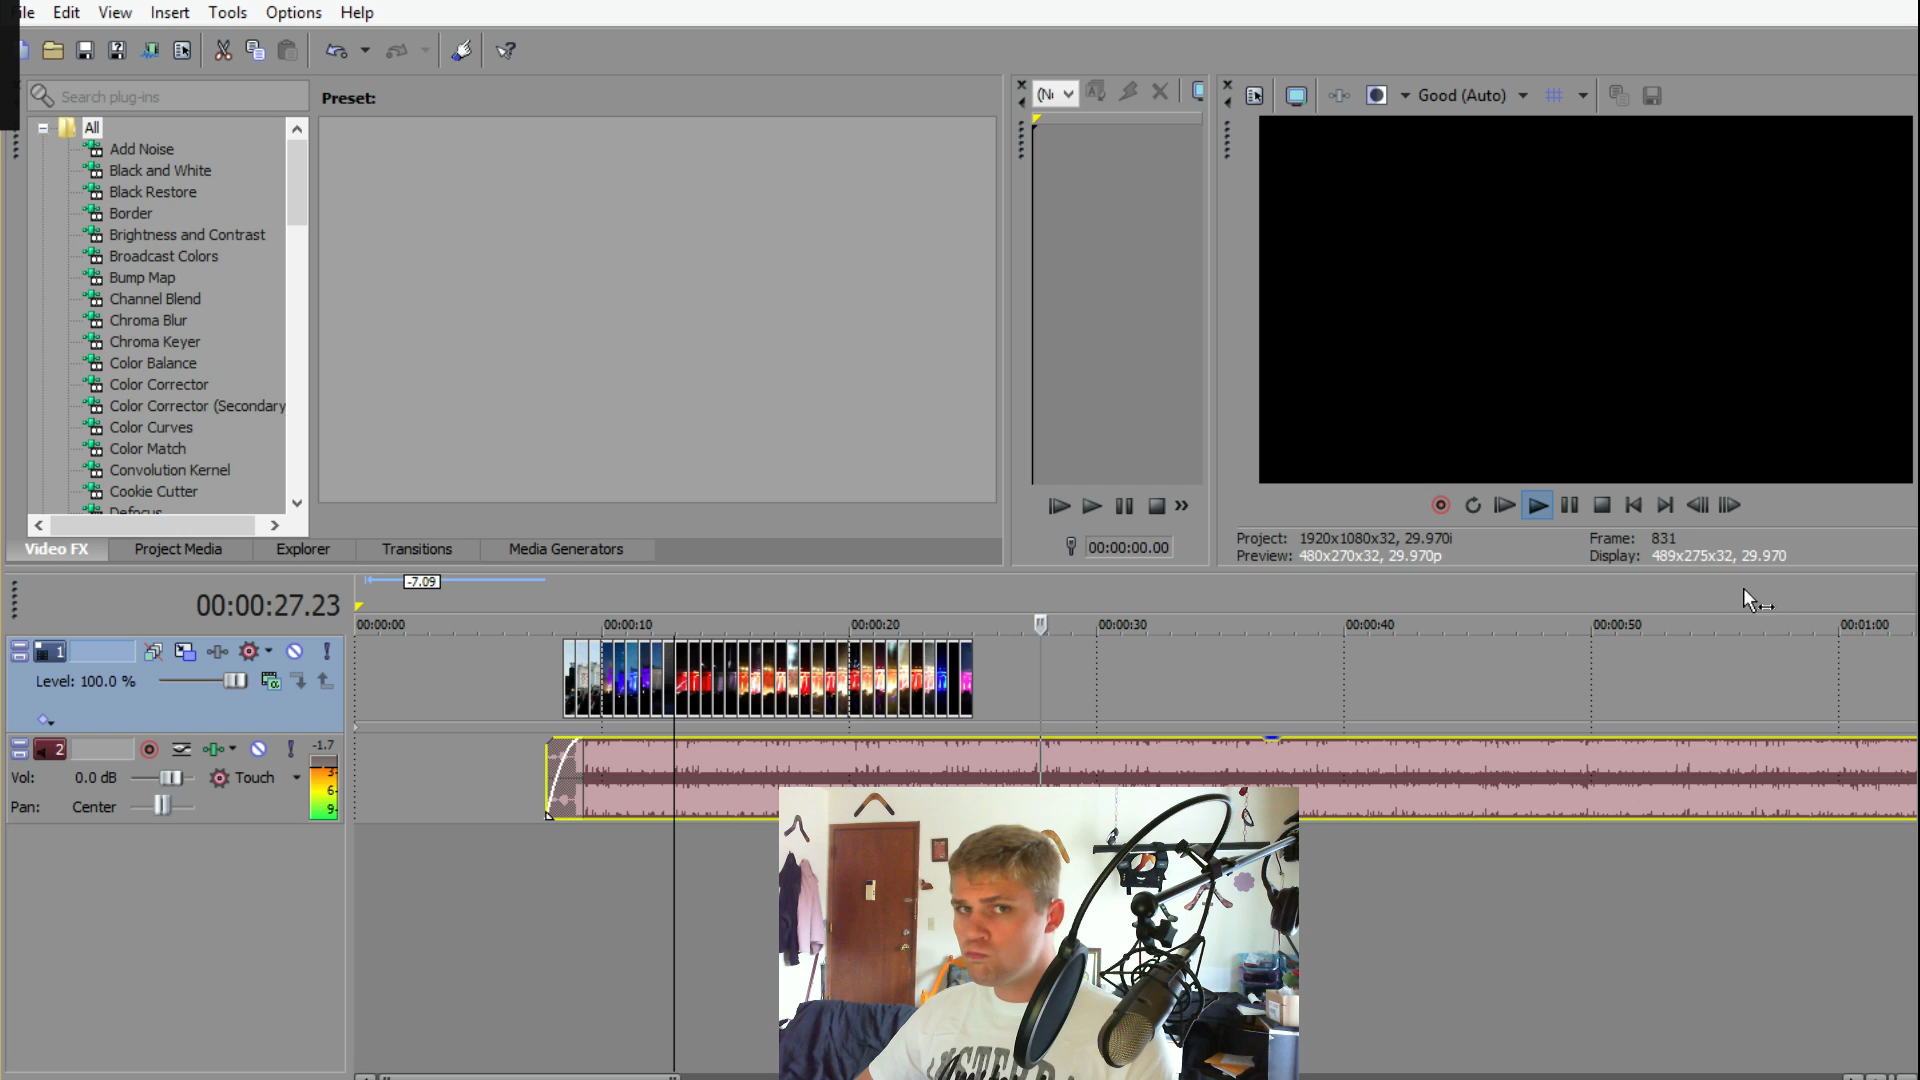 ile Edit View Insert Tools Options Help
Search plug-ins
Preset:
All
Add Noise
Black and White
Black Restore
Border
Brightness and Contrast
Broadcast Colors
Bump Map
Channel Blend
Chroma Blur
Chroma Keyer
Color Balance
Color Corrector
Color Corrector (Secondary
Color Curves
Color Match
Convolution Kernel
Cookie Cutter
Defocus
Video FX Project Media Explorer Transitions Media Generators
00:00:00.00
Good (Auto)
Project: 1920x1080x32, 29.970i
Preview: 480x270x32, 29.970p
Frame: 831
Display: 489x275x32, 29.970
-7.09
00:00:27.23
00:00:00 00:00:10 00:00:20 00:00:30 00:00:40 00:00:50 00:01:00
1
Level: 100.0 %
2
-1.7
Vol: 0.0 dB Touch
Pan: Center
3
6
9